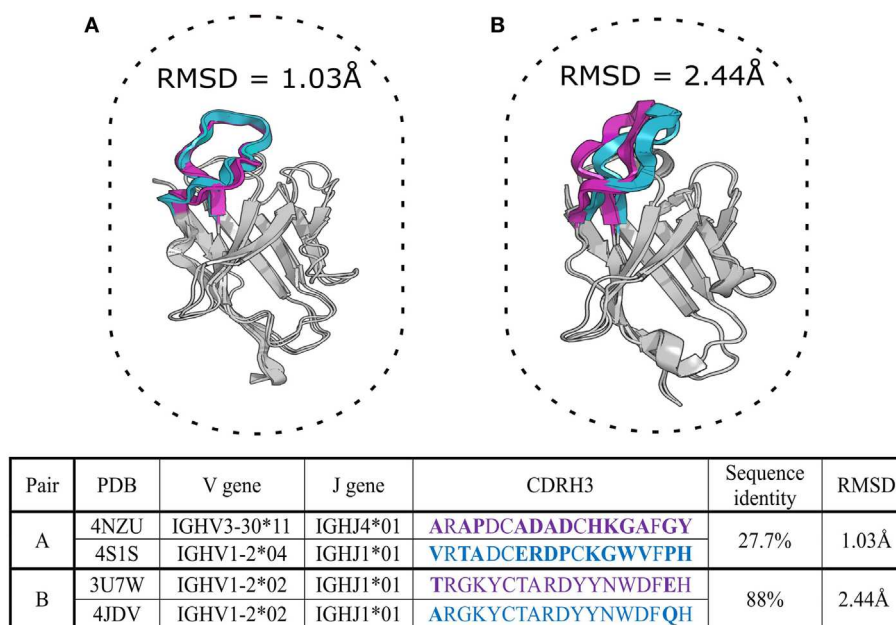 A
B
RMSD = 1.03Å
RMSD = 2.44Å
Pair PDB V gene J gene CDRH3 Sequence identity RMSD
A 4NZU IGHV3-30*11 IGHJ4*01 ARAPDCADADCHKGAFGY 27.7% 1.03Å
4S1S IGHV1-2*04 IGHJ1*01 VRTADCERDPCKGWVFPH
B 3U7W IGHV1-2*02 IGHJ1*01 TRGKYCTARDYYNWDFEH 88% 2.44Å
4JDV IGHV1-2*02 IGHJ1*01 ARGKYCTARDYYNWDFQH